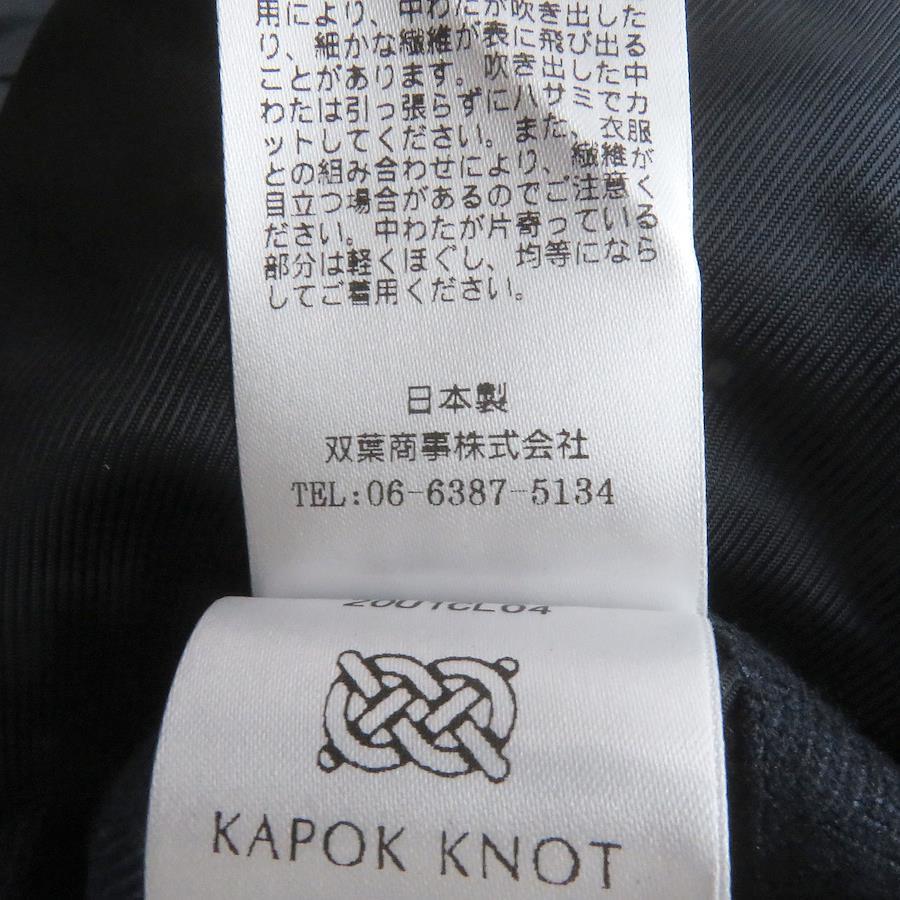 用により、中わたが吹き出した
り、細かな繊維が表に飛び出る
ことがあります。吹き出した中
わたは引っ張らずにハサミでカ
ットしてください。また、衣服
との組み合わせにより、繊維が
目立つ場合があるので、ご注意く
ださい。中わたが片寄っている
部分は軽くほぐし、均等になら
してご着用ください。
日本製
双葉商事株式会社
TEL:06-6387-5134
KAPOK KNOT